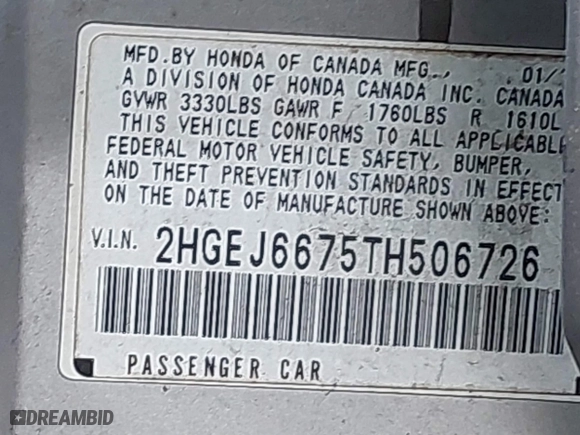 MFD. BY HONDA OF CANADA MFG., 01/
A DIVISION OF HONDA CANADA INC. CANADA
GVWR 3330LBS GAWR F 1760LBS R 1610L
THIS VEHICLE CONFORMS TO ALL APPLICABLE
FEDERAL MOTOR VEHICLE SAFETY, BUMPER,
AND THEFT PREVENTION STANDARDS IN EFFECT
ON THE DATE OF MANUFACTURE SHOWN ABOVE:
V.I.N. 2HGEJ6675TH506726
PASSENGER CAR
DREAMBID